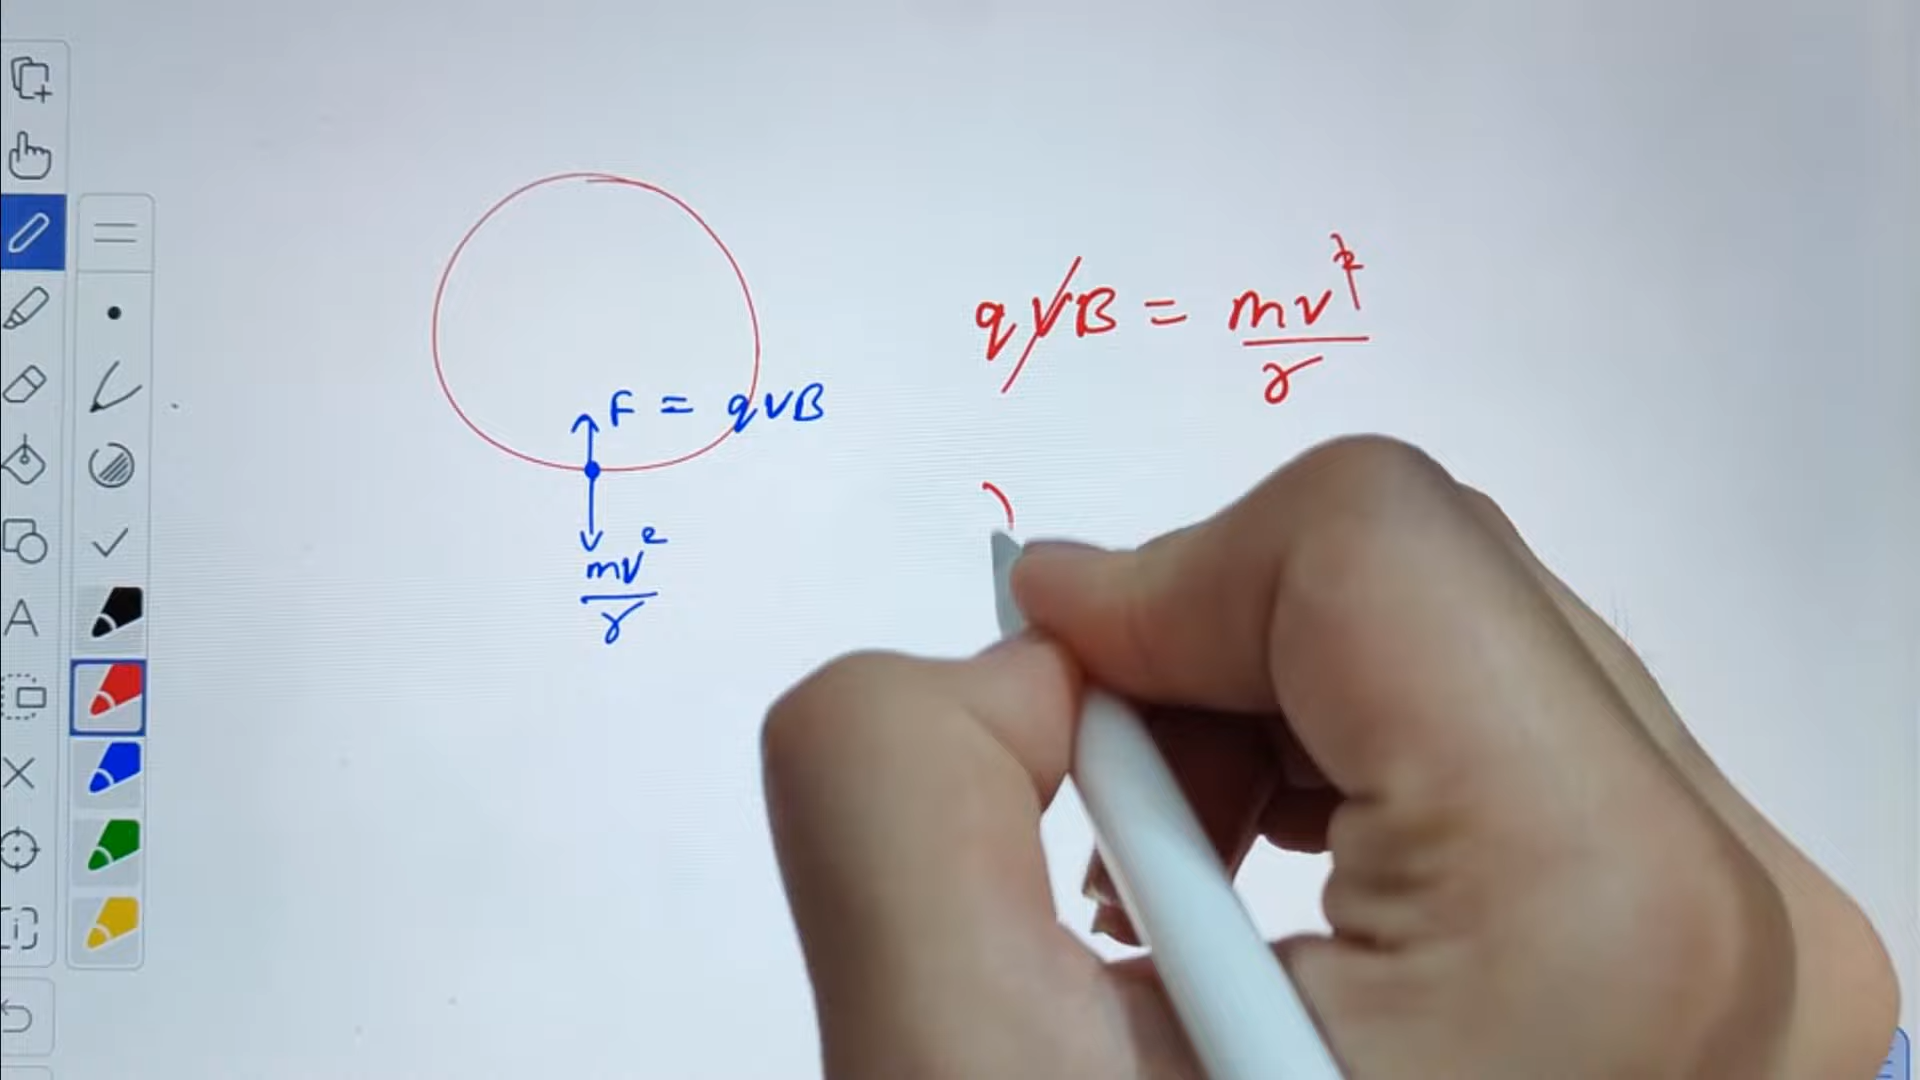 qvB = mv²/r
F = qvB
mv²/r
A